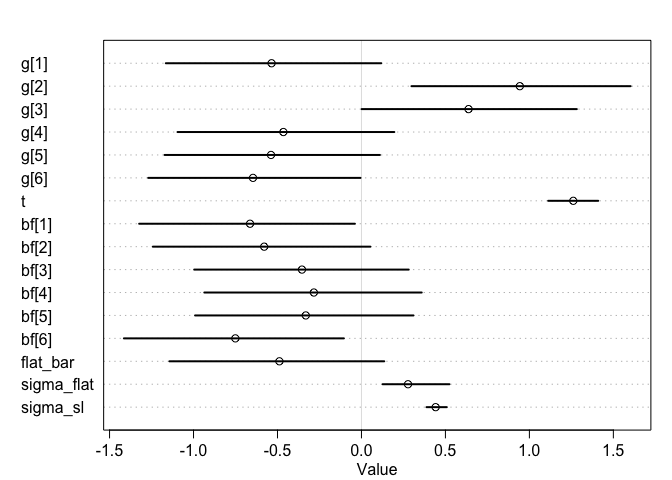 g[1]
g[2]
g[3]
g[4]
g[5]
g[6]
t
bf[1]
bf[2]
bf[3]
bf[4]
bf[5]
bf[6]
flat_bar
sigma_flat
sigma_sl
-1.5 -1.0 -0.5 0.0 0.5 1.0 1.5
Value